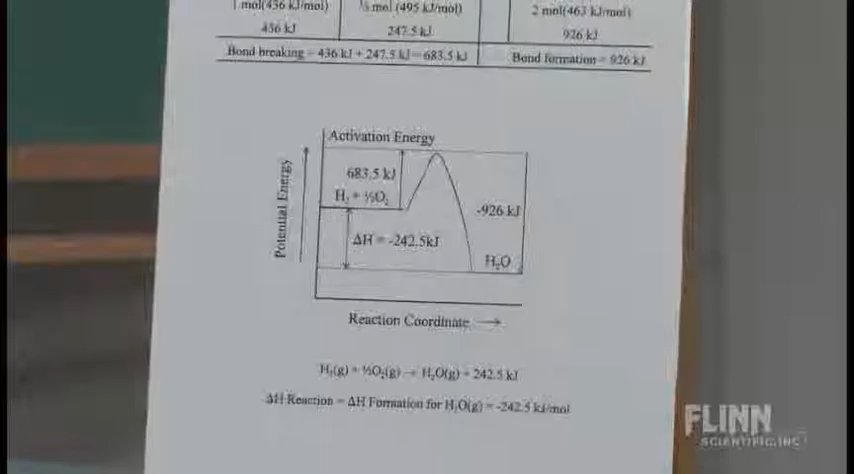 1 mol(436 kJ/mol) ½ mol (495 kJ/mol) 2 mol(463 kJ/mol)
436 kJ 247.5 kJ 926 kJ
Bond breaking = 436 kJ + 247.5 kJ = 683.5 kJ Bond formation = 926 kJ
Activation Energy
683.5 kJ
H₂ + ½O₂
-926 kJ
Potential Energy
ΔH = -242.5kJ
H₂O
Reaction Coordinate →
H₂(g) + ½O₂(g) → H₂O(g) + 242.5 kJ
ΔH Reaction = ΔH Formation for H₂O(g) = -242.5 kJ/mol
FLINN
SCIENTIFIC, INC.